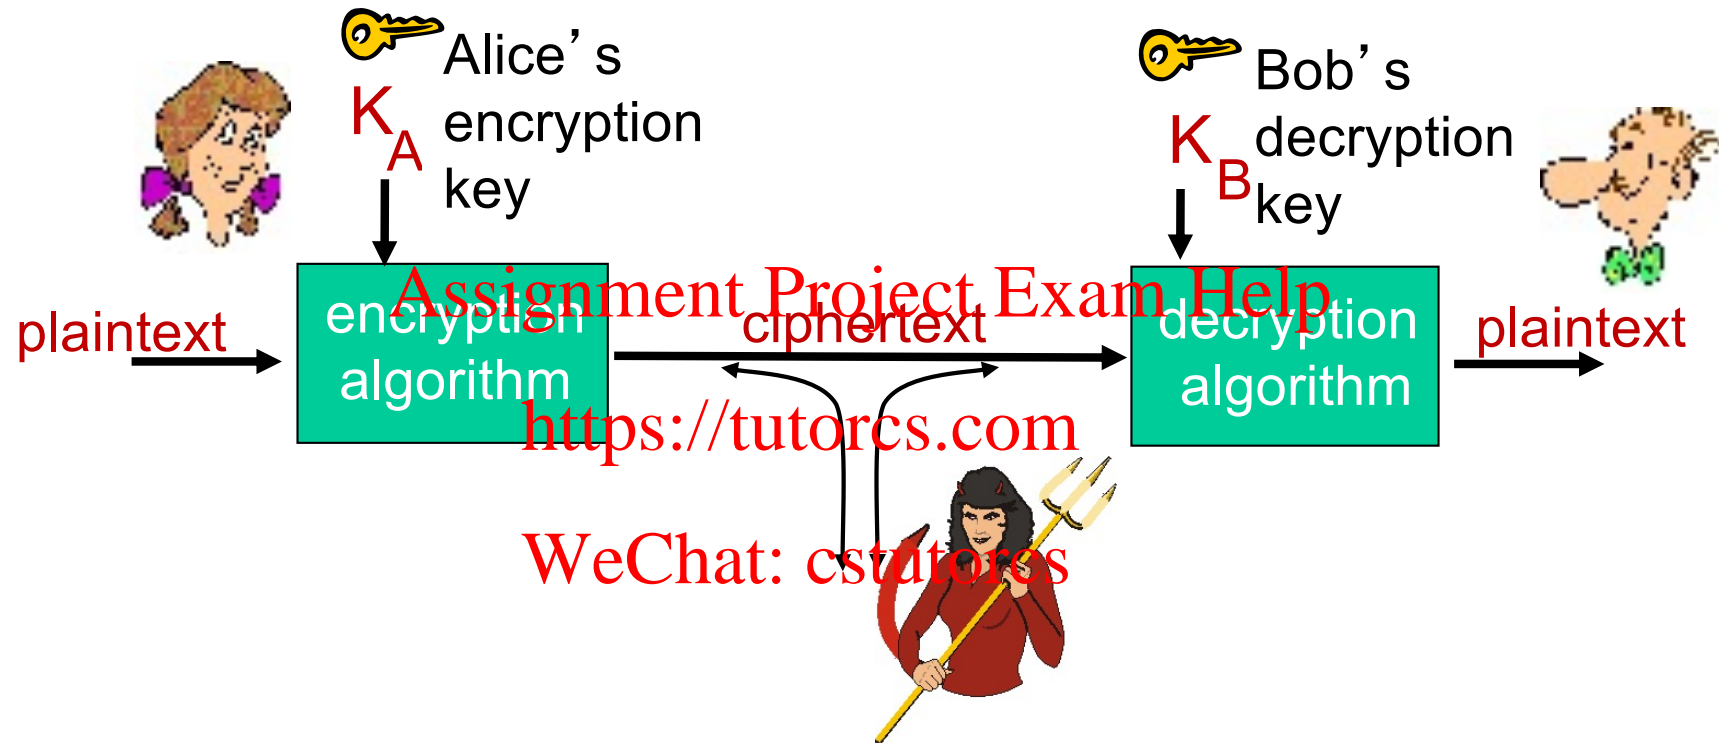 Alice’s
encryption
key
K
A
Bob’s
decryption
key
K
B
plaintext
encryption
algorithm
ciphertext
decryption
algorithm
plaintext
Assignment Project Exam Help
https://tutorcs.com
WeChat: cstutorcs